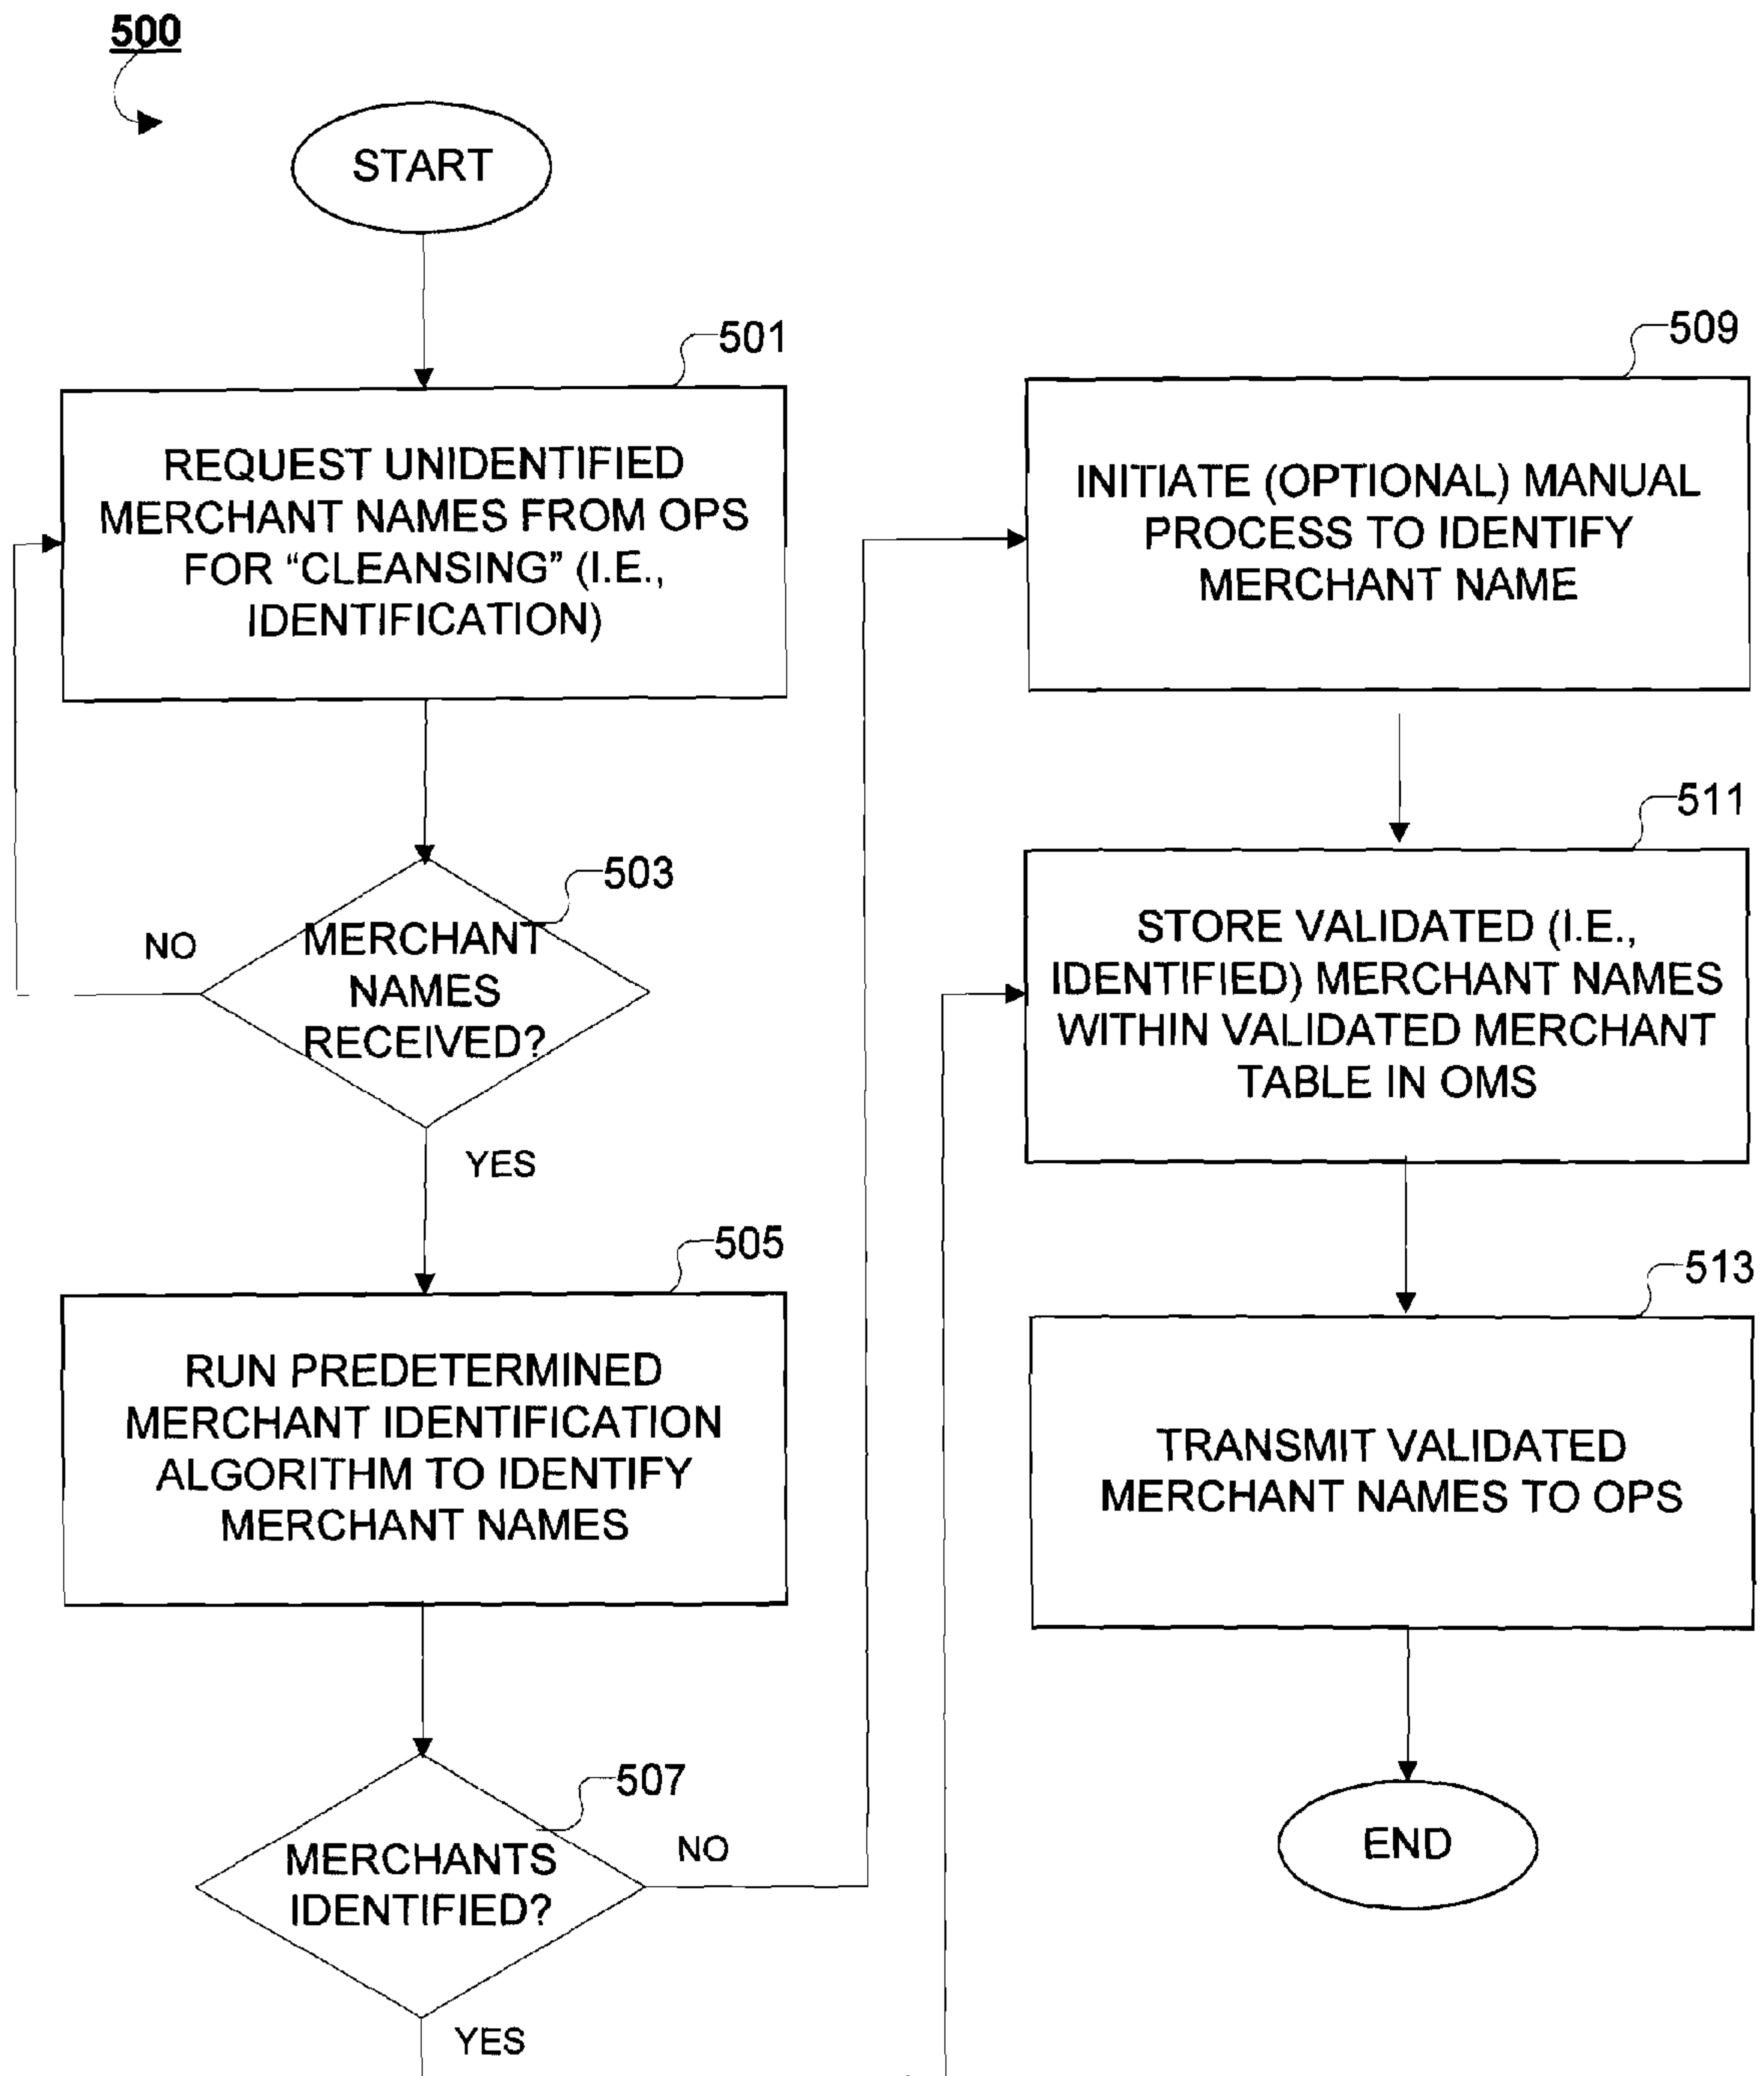 500
START
501
REQUEST UNIDENTIFIED
MERCHANT NAMES FROM OPS
FOR “CLEANSING” (I.E.,
IDENTIFICATION)
503
MERCHANT
NAMES
RECEIVED?
NO
YES
505
RUN PREDETERMINED
MERCHANT IDENTIFICATION
ALGORITHM TO IDENTIFY
MERCHANT NAMES
507
MERCHANTS
IDENTIFIED?
NO
YES
509
INITIATE (OPTIONAL) MANUAL
PROCESS TO IDENTIFY
MERCHANT NAME
511
STORE VALIDATED (I.E.,
IDENTIFIED) MERCHANT NAMES
WITHIN VALIDATED MERCHANT
TABLE IN OMS
513
TRANSMIT VALIDATED
MERCHANT NAMES TO OPS
END